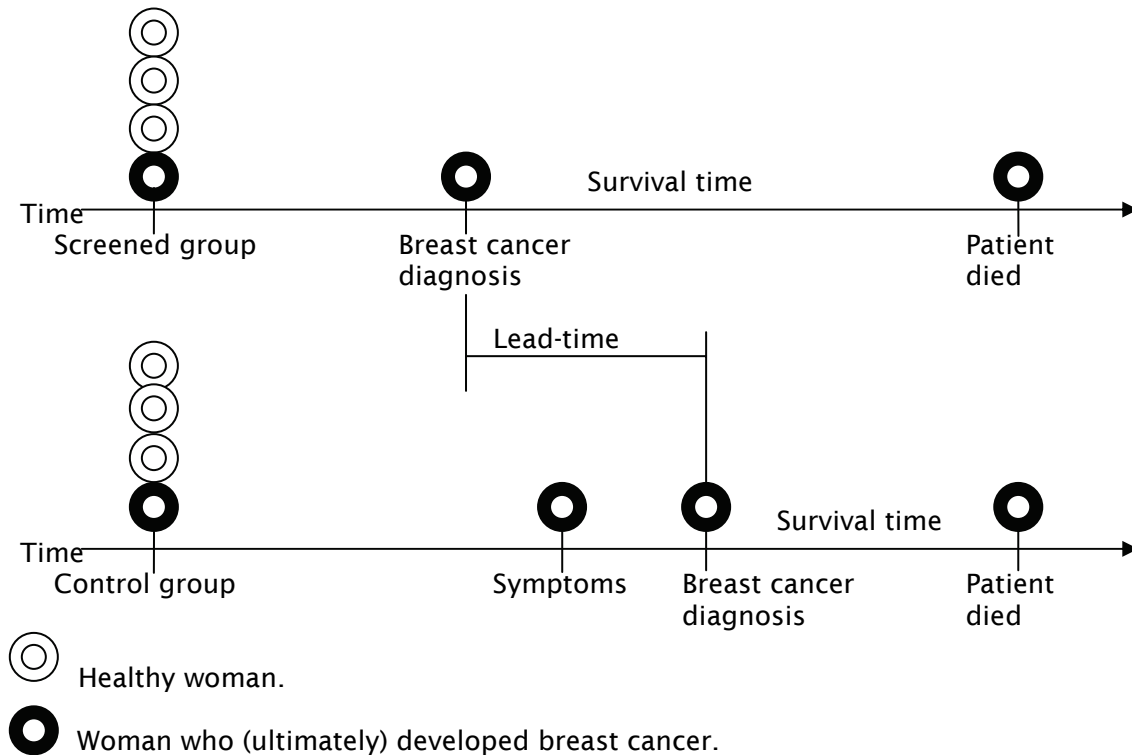 Survival time
Time
Screened group
Breast cancer
diagnosis
Patient
died
Lead-time
Survival time
Time
Control group
Symptoms
Breast cancer
diagnosis
Patient
died
Healthy woman.
Woman who (ultimately) developed breast cancer.